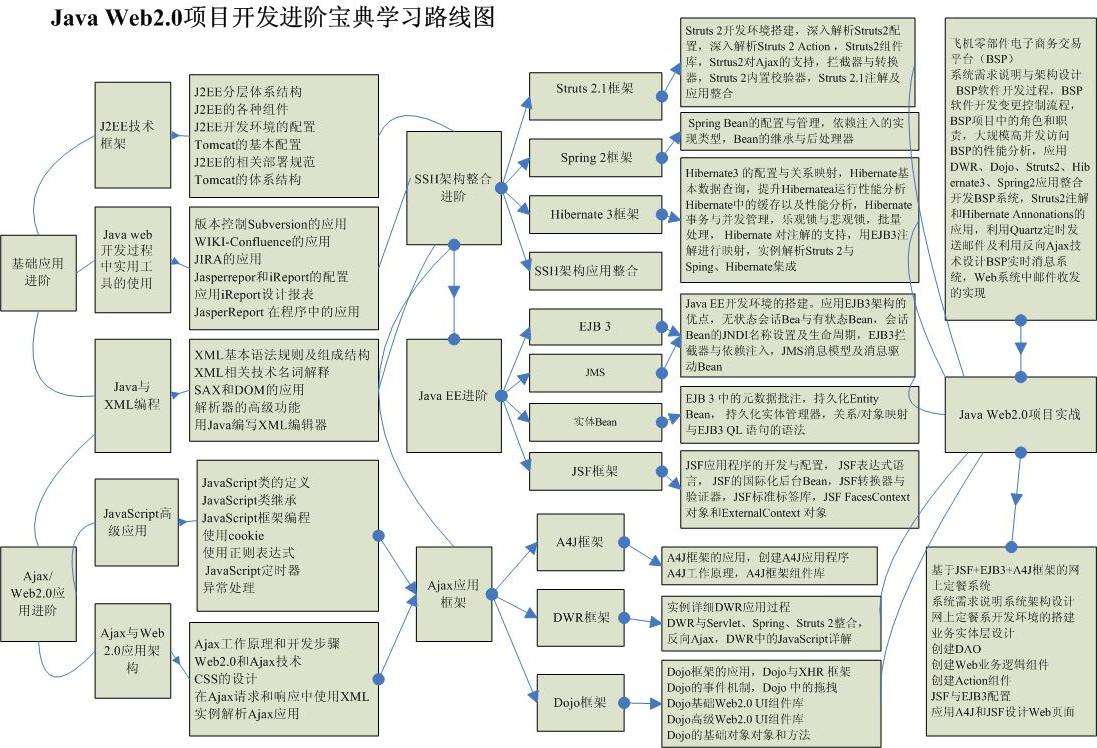 Java Web2.0项目开发进阶宝典学习路线图
基础应用
进阶
Ajax/
Web2.0应
用进阶
J2EE技术
框架
J2EE分层体系结构
J2EE的各种组件
J2EE开发环境的配置
Tomcat的基本配置
J2EE的相关部署规范
Tomcat的体系结构
Java web
开发过程
中实用工
具的使用
版本控制Subversion的应用
WIKI-Confluence的应用
JIRA的应用
Jasperrepor和iReport的配置
应用iReport设计报表
JasperReport 在程序中的应用
Java与
XML编程
XML基本语法规则及组成结构
XML相关技术名词解释
SAX和DOM的应用
解析器的高级功能
用Java编写XML编辑器
JavaScript高
级应用
JavaScript类的定义
JavaScript类继承
JavaScript框架编程
使用cookie
使用正则表达式
JavaScript定时器
异常处理
Ajax与Web
2.0应用架
构
Ajax工作原理和开发步骤
Web2.0和Ajax技术
CSS的设计
在Ajax请求和响应中使用XML
实例解析Ajax应用
SSH架构整合
进阶
Java EE进阶
Ajax应用
框架
Struts 2.1框架
Struts 2开发环境搭建，深入解析Struts2配
置，深入解析Struts 2 Action ，Struts2组件
库，Strtus2对Ajax的支持，拦截器与转换
器，Struts 2内置校验器，Struts 2.1注解及
应用整合
Spring 2框架
Spring Bean的配置与管理，依赖注入的实
现类型，Bean的继承与后处理器
Hibernate 3框架
Hibernate3 的配置与关系映射，Hibernate基
本数据查询，提升Hibernatea运行性能分析
Hibernate中的缓存以及性能分析，Hibernate
事务与并发管理，乐观锁与悲观锁，批量
处理， Hibernate 对注解的支持，用EJB3注
解进行映射，实例解析Struts 2与
Sping、Hibernate集成
SSH架构应用整合
EJB 3
JMS
Java EE开发环境的搭建。应用EJB3架构的
优点，无状态会话Bea与有状态Bean，会话
Bean的JNDI名称设置及生命周期，EJB3拦
截器与依赖注入，JMS消息模型及消息驱
动Bean
实体Bean
EJB 3 中的元数据批注，持久化Entity
Bean，持久化实体管理器，关系/对象映射
与EJB3 QL 语句的语法
JSF框架
JSF应用程序的开发与配置， JSF表达式语
言， JSF的国际化后台Bean，JSF转换器与
验证器，JSF标准标签库，JSF FacesContext
对象和ExternalContext 对象
A4J框架
A4J框架的应用，创建A4J应用程序
A4J工作原理，A4J框架组件库
DWR框架
实例详细DWR应用过程
DWR与Servlet、Spring、Struts 2整合，
反向Ajax，DWR中的JavaScript详解
Dojo框架
Dojo框架的应用，Dojo与XHR 框架
Dojo的事件机制，Dojo 中的拖拽
Dojo基础Web2.0 UI组件库
Dojo高级Web2.0 UI组件库
Dojo的基础对象对象和方法
飞机零部件电子商务交易
平台（BSP）
系统需求说明与架构设计
BSP软件开发过程，BSP
软件开发变更控制流程，
BSP项目中的角色和职
责，大规模高并发访问
BSP的性能分析，应用
DWR、Dojo、Struts2、Hib
ernate3、Spring2应用整合
开发BSP系统，Struts2注解
和Hibernate Annonations的
应用，利用Quartz定时发
送邮件及利用反向Ajax技
术设计BSP实时消息系
统，Web系统中邮件收发
的实现
Java Web2.0项目实战
基于JSF+EJB3+A4J框架的网
上定餐系统
系统需求说明系统架构设计
网上定餐系开发环境的搭建
业务实体层设计
创建DAO
创建Web业务逻辑组件
创建Action组件
JSF与EJB3配置
应用A4J和JSF设计Web页面